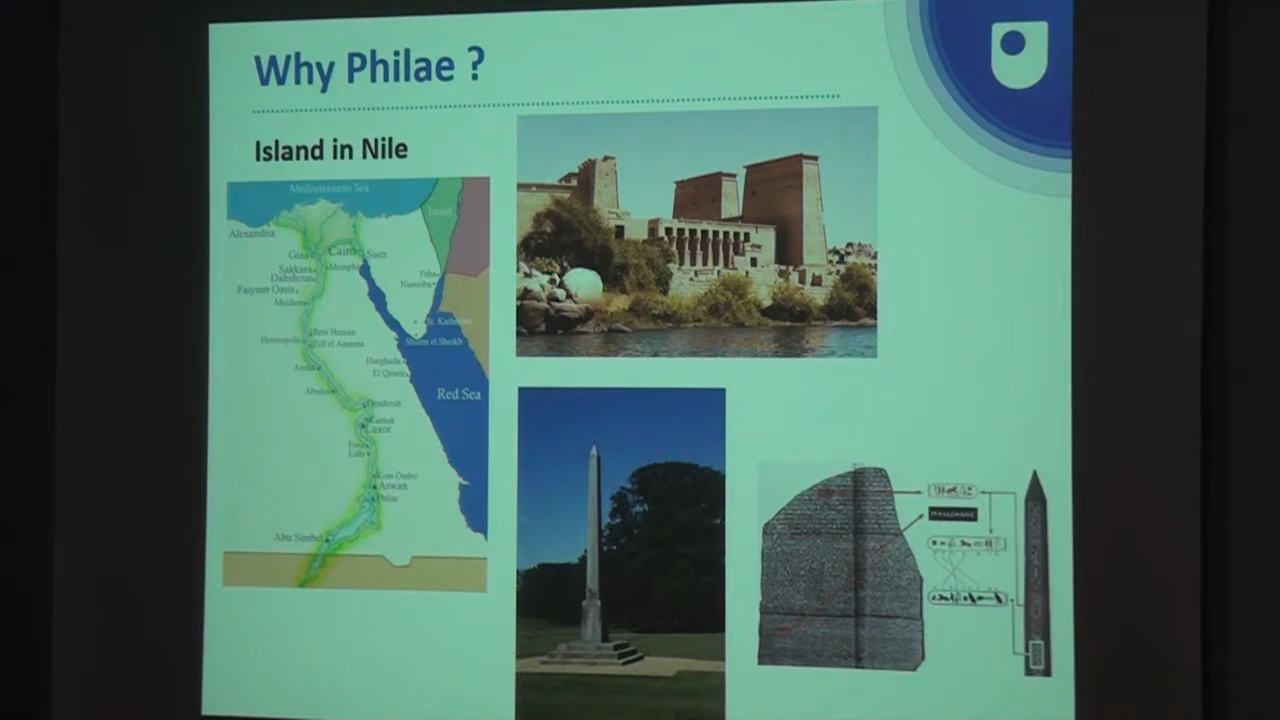 Why Philae ?
Island in Nile
Mediterranean Sea
Israel
Alexandria
Giza
Cairo
Suez
Sakkara
Memphis
Dahshour
Taba
Nuweiba
Faiyum Oasis
Meidum
St. Katherine
Beni Hassan
Hermopolis
Tell el Amarna
Sharm el Sheikh
Hurghada
El Quseir
Abydos
Denderah
Red Sea
Karnak
Luxor
Esna
Edfu
Kom Ombo
Aswan
Philae
Abu Simbel